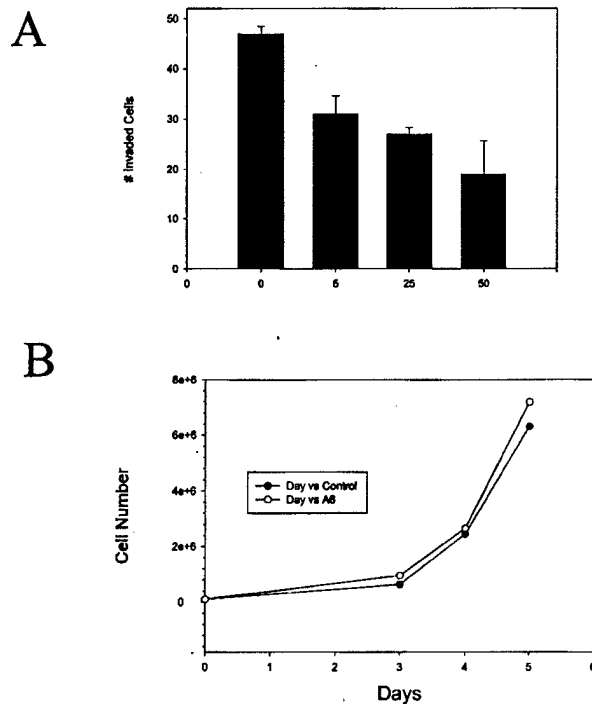 A
50
40
30
20
10
0
# Invaded Cells
0 0 5 25 50
B
8e+6
6e+6
4e+6
2e+6
0
Cell Number
Day vs Control
Day vs A6
0 1 2 3 4 5 6
Days